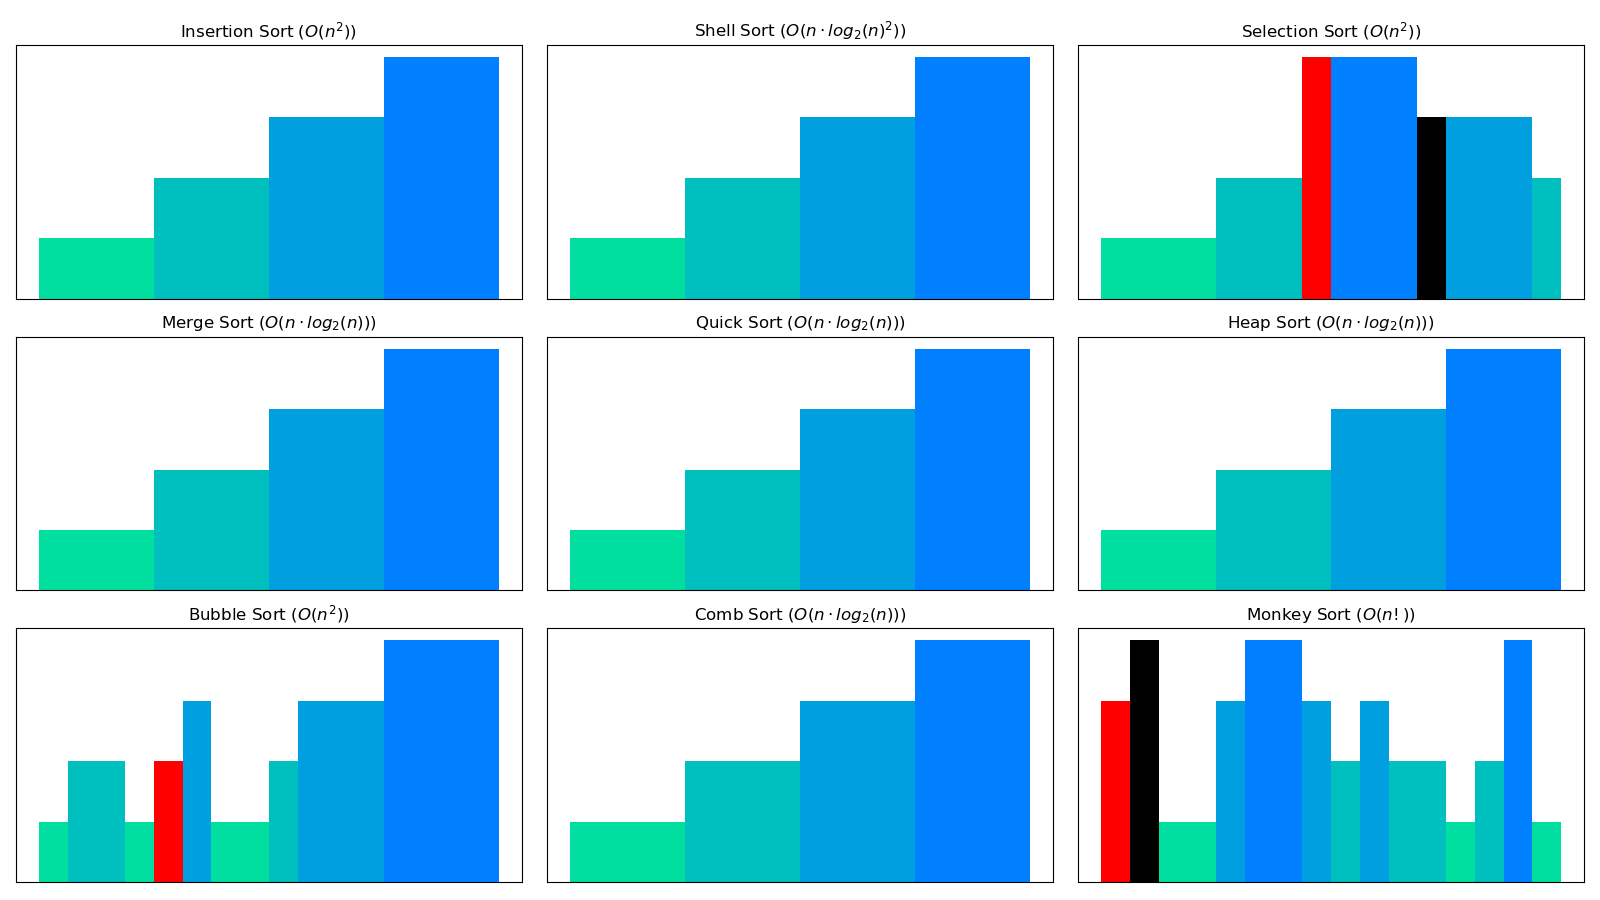 Insertion Sort (O(n²))
Shell Sort (O(n · log₂(n)²))
Selection Sort (O(n²))
Merge Sort (O(n · log₂(n)))
Quick Sort (O(n · log₂(n)))
Heap Sort (O(n · log₂(n)))
Bubble Sort (O(n²))
Comb Sort (O(n · log₂(n)))
Monkey Sort (O(n! ))